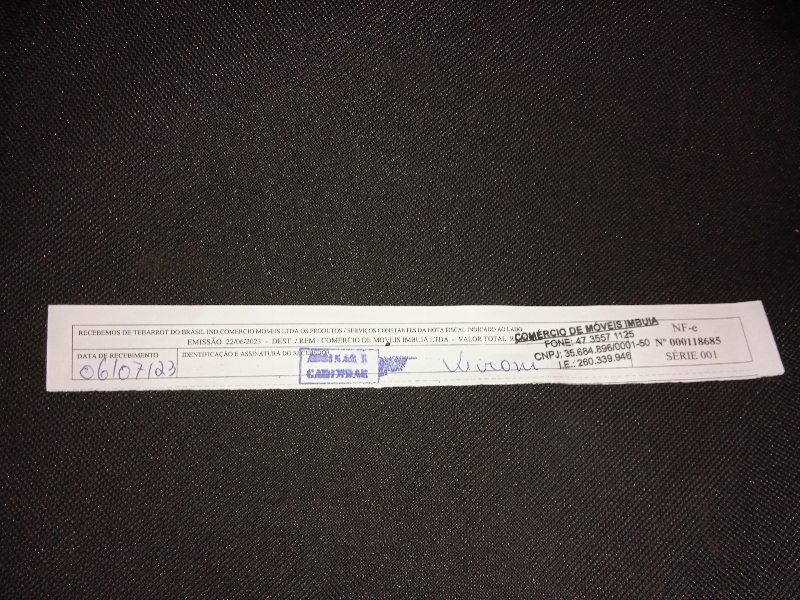 RECEBEMOS DE TEBARROT DO BRASIL IND COMERCIO MOVEIS LTDA OS PRODUTOS / SERVIÇOS CONSTANTES DA NOTA FISCAL INDICADO AO LADO
EMISSÃO 22/06/2023 - DEST. / REM.: COMERCIO DE MOVEIS IMBUIA LTDA - VALOR TOTAL
COMÉRCIO DE MÓVEIS IMBUIA
FONE: 47.3557 1125
CNPJ: 35.684.896/0001-50
I.E.: 260.339.946
NF-e
Nº 000118685
SÉRIE 001
DATA DE RECEBIMENTO
06/07/23
IDENTIFICAÇÃO E ASSINATURA DO RECEBEDOR
ASSINAR E
CARIMBAR